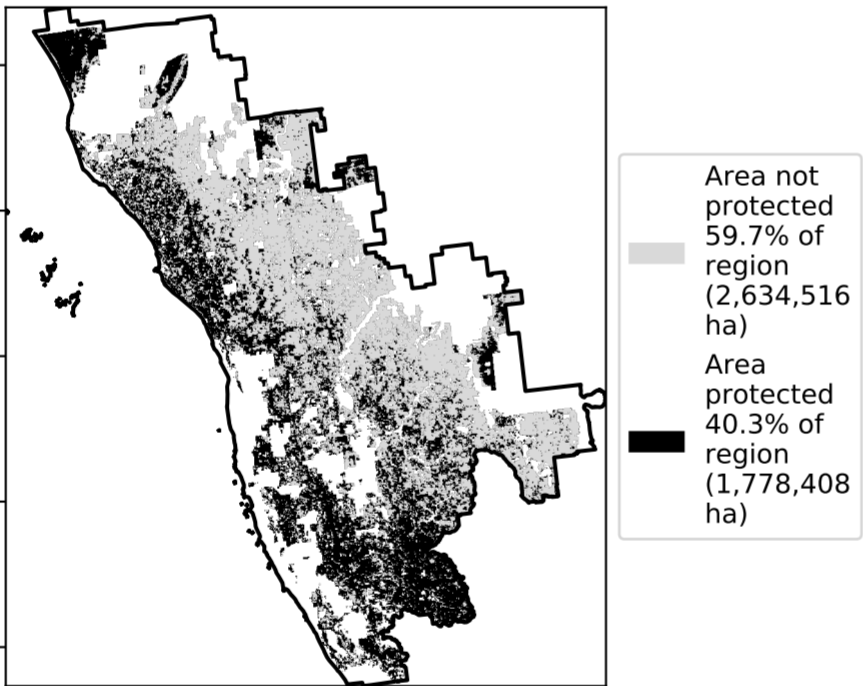 Area not
protected
59.7% of
region
(2,634,516
ha)
Area
protected
40.3% of
region
(1,778,408
ha)